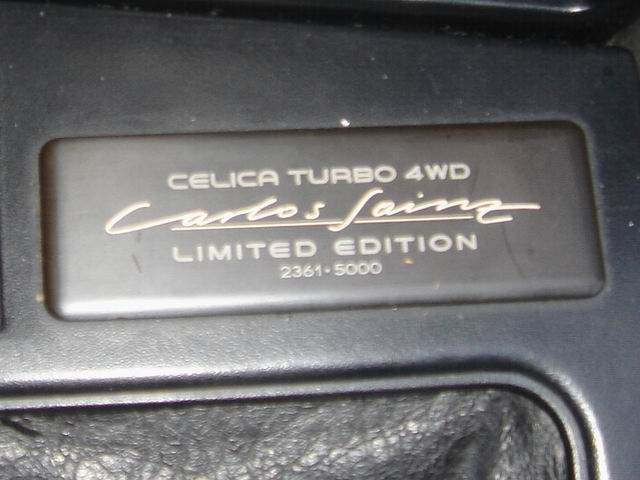 CELICA TURBO 4WD
Carlos Sainz
LIMITED EDITION
2361·5000